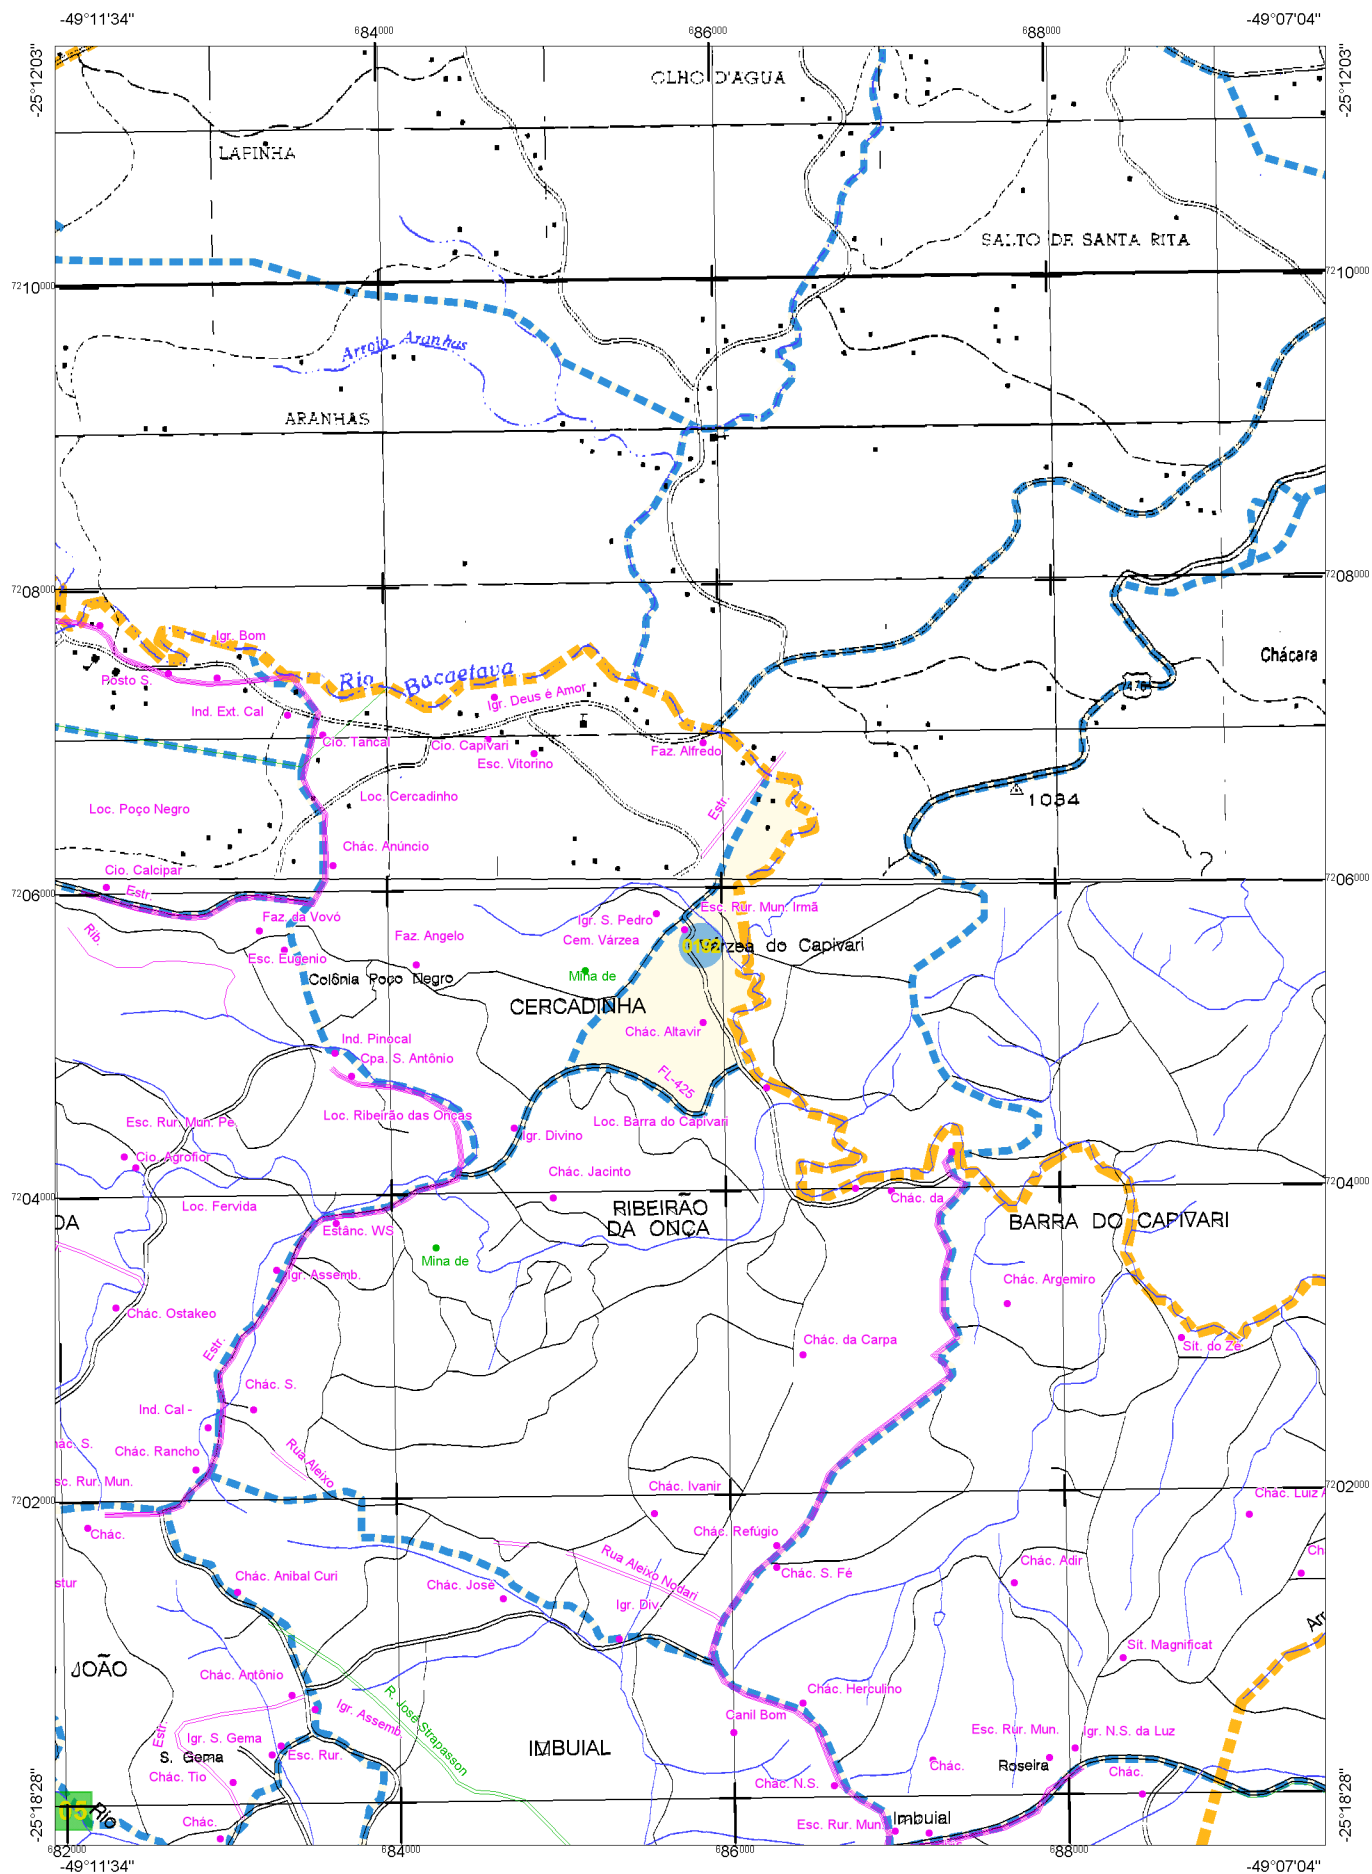 -49°11'34"
-49°07'04"
684000
686000
688000
-25°12'03"
-25°12'03"
OLHO D'AGUA
LAPINHA
SALTO DE SANTA RITA
7210000
7210000
Arroio Aranhas
ARANHAS
7208000
7208000
Igr. Bom
Rio Bacaetava
Chácara
Posto S.
476
Igr. Deus é Amor
Ind. Ext. Cal
Cio. Tancal
Cio. Capivari
Faz. Alfredo
Esc. Vitorino
Loc. Cercadinho
Loc. Poço Negro
Estr.
1034
Chác. Anúncio
?
Cio. Calcipar
Estr.
7206000
7206000
Faz. da Vovó
Igr. S. Pedro
Esc. Rur. Mun. Irmã
Rib.
Faz. Angelo
Cem. Várzea
0192
Várzea do Capivari
Esc. Eugenio
Colônia Poço Negro
Mina de
CERCADINHA
Chác. Altavir
Ind. Pinocal
Cpa. S. Antônio
FL-425
Loc. Ribeirão das Onças
Esc. Rur. Mun. Pe
Loc. Barra do Capivari
Igr. Divino
Cio. Agroflor
Chác. Jacinto
7204000
7204000
Loc. Fervida
Chác. da
DA
RIBEIRÃO
DA ONÇA
BARRA DO CAPIVARI
Estânc. WS
Mina de
Igr. Assemb.
Chác. Argemiro
Chác. Ostakeo
Estr.
Chác. da Carpa
Sít. do Zé
Chác. S.
Ind. Cal -
hác. S.
Chác. Rancho
Rua Aleixo
sc. Rur. Mun.
Chác. Ivanir
7202000
7202000
Chác. Luiz A
Chác.
Chác. Refúgio
Rua Aleixo Nodari
Chác. Adir
Ch
Chác. S. Fé
stur
Chác. Anibal Curi
Chác. José
Igr. Div.
Arr
Sít. Magnificat
JOÃO
Chác. Antônio
R. José Strapasson
Chác. Herculino
Igr. Assemb
Canil Bom
Estr.
Igr. S. Gema
Esc. Rur. Mun.
Igr. N.S. da Luz
S. Gema
Esc. Rur.
IMBUIAL
Chác.
Roseira
Chác.
Chác. Tio
Chác. N.S.
-25°18'28"
-25°18'28"
05
Rio
Chác.
Esc. Rur. Mun.
Imbuial
682000
684000
686000
688000
-49°11'34"
-49°07'04"